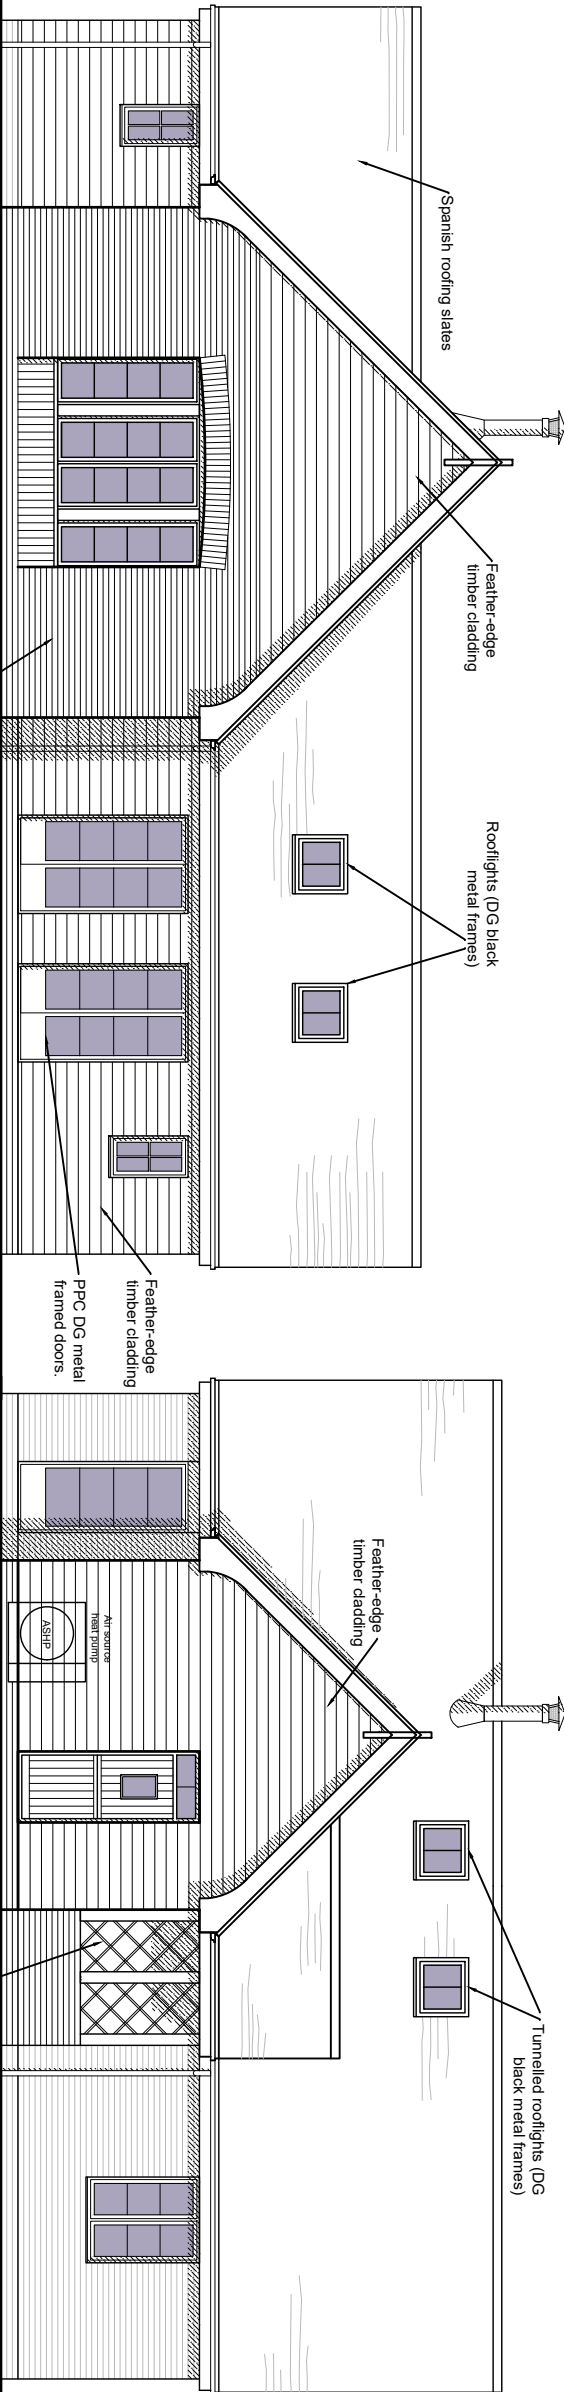 Spanish roofing slates
Feather-edge
timber cladding
Rooflights (DG black
metal frames)
Feather-edge
timber cladding
PPC DG metal
framed doors.
Feather-edge
timber cladding
Air source
heat pump
ASHP
Tunnelled rooflights (DG
black metal frames)